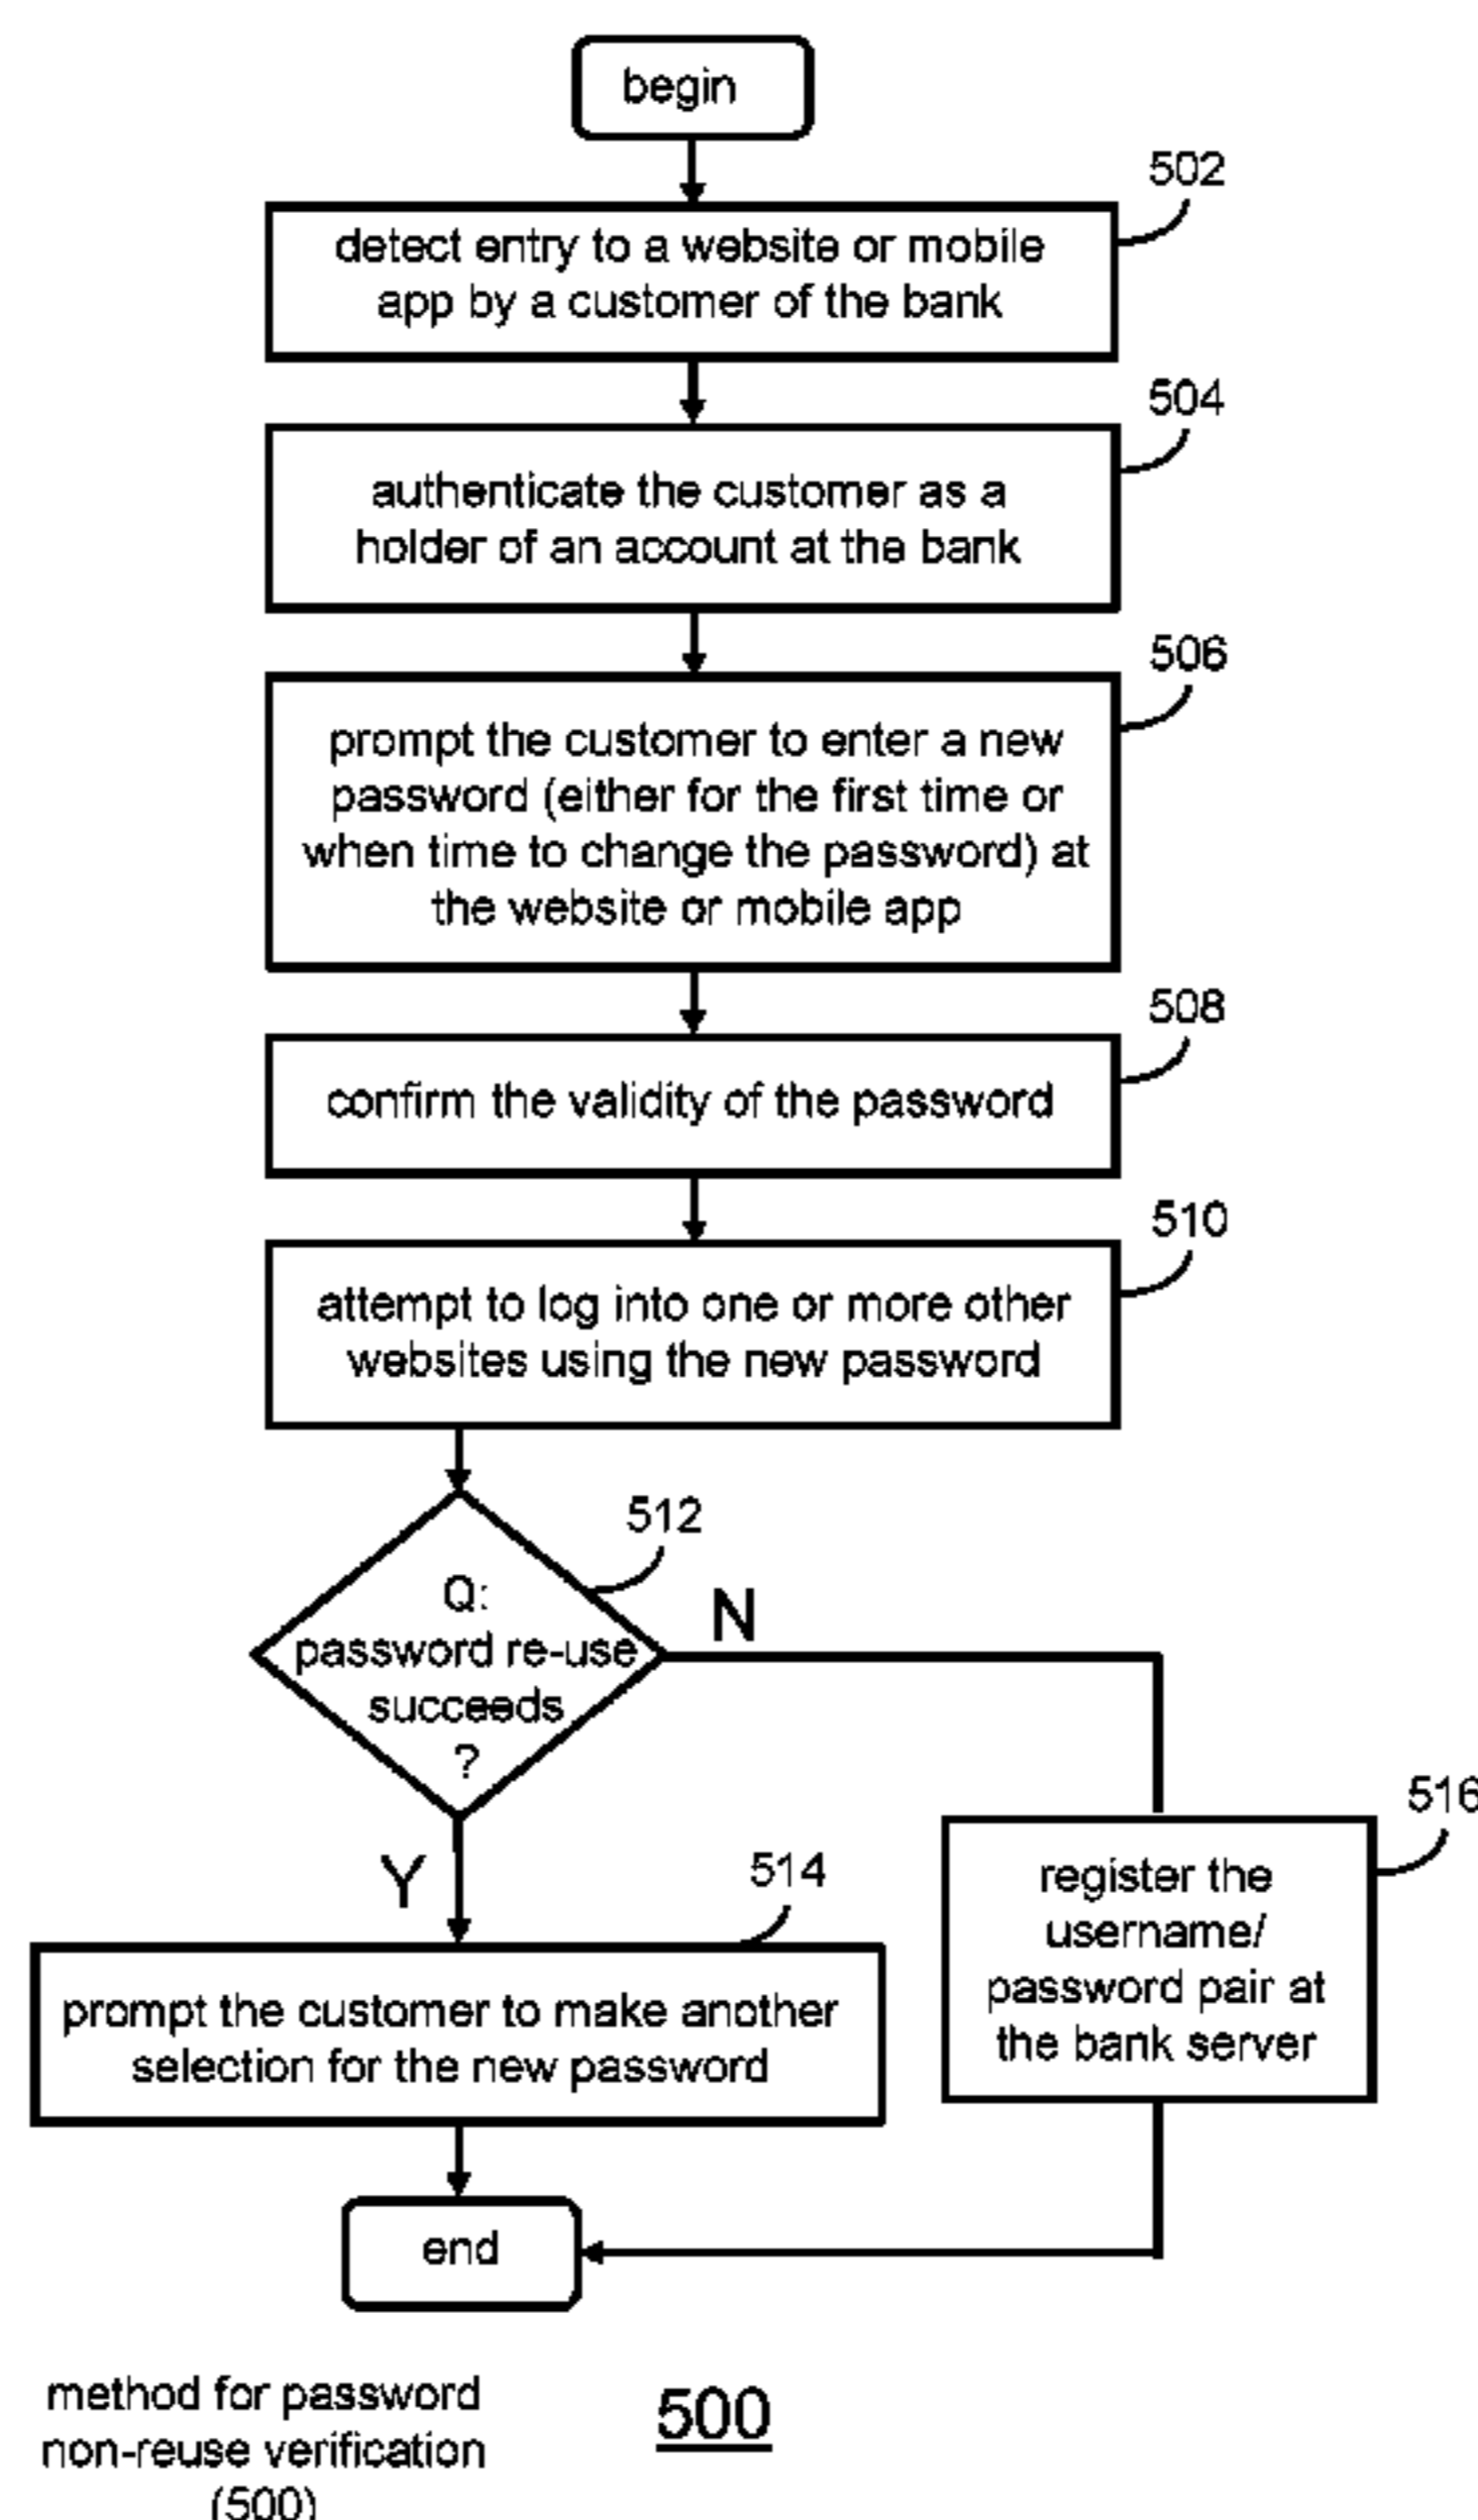 begin
502
detect entry to a website or mobile
app by a customer of the bank
504
authenticate the customer as a
holder of an account at the bank
506
prompt the customer to enter a new
password (either for the first time or
when time to change the password) at
the website or mobile app
508
confirm the validity of the password
510
attempt to log into one or more other
websites using the new password
512
Q:
password re-use
succeeds
?
N
Y
514
prompt the customer to make another
selection for the new password
516
register the
username/
password pair at
the bank server
end
method for password
non-reuse verification
(500)
500